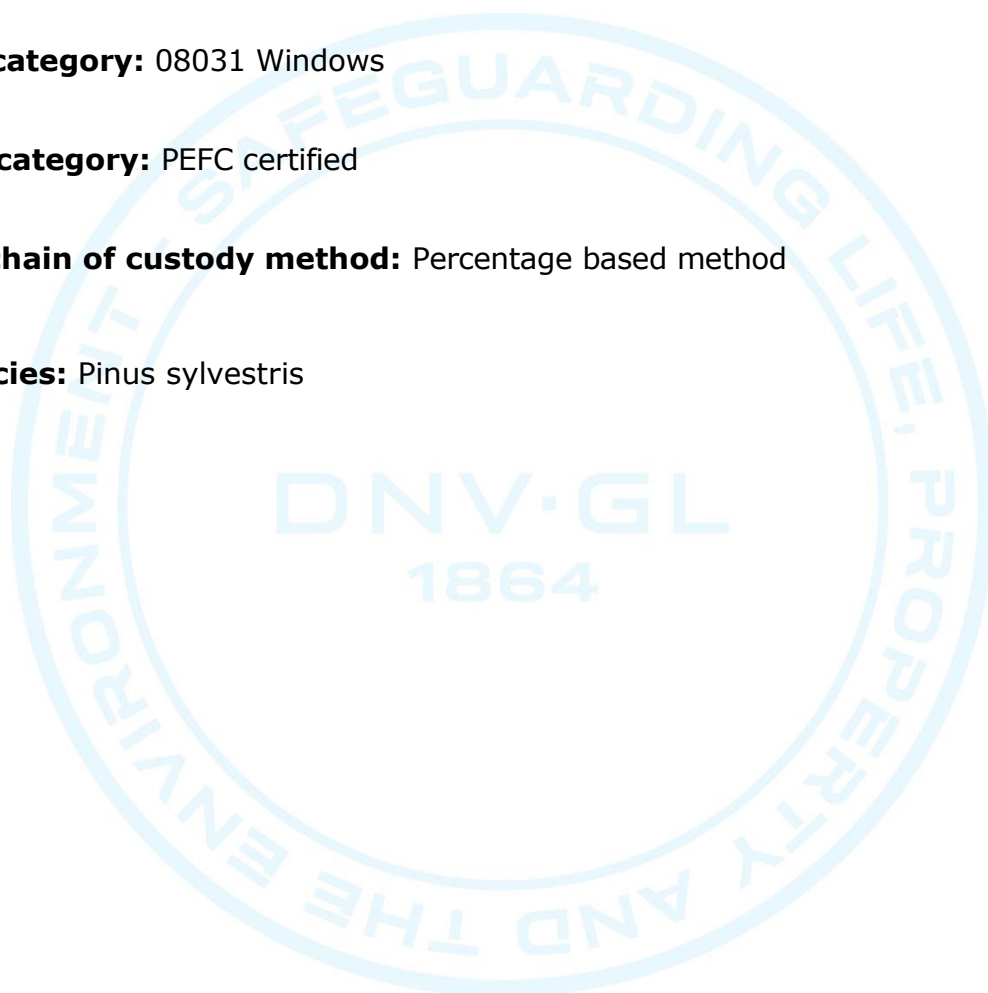 category: 08031 Windows
category: PEFC certified
chain of custody method: Percentage based method
cies: Pinus sylvestris
SAFEGUARDING LIFE, PROPERTY AND THE ENVIRONMENT
DNV·GL
1864